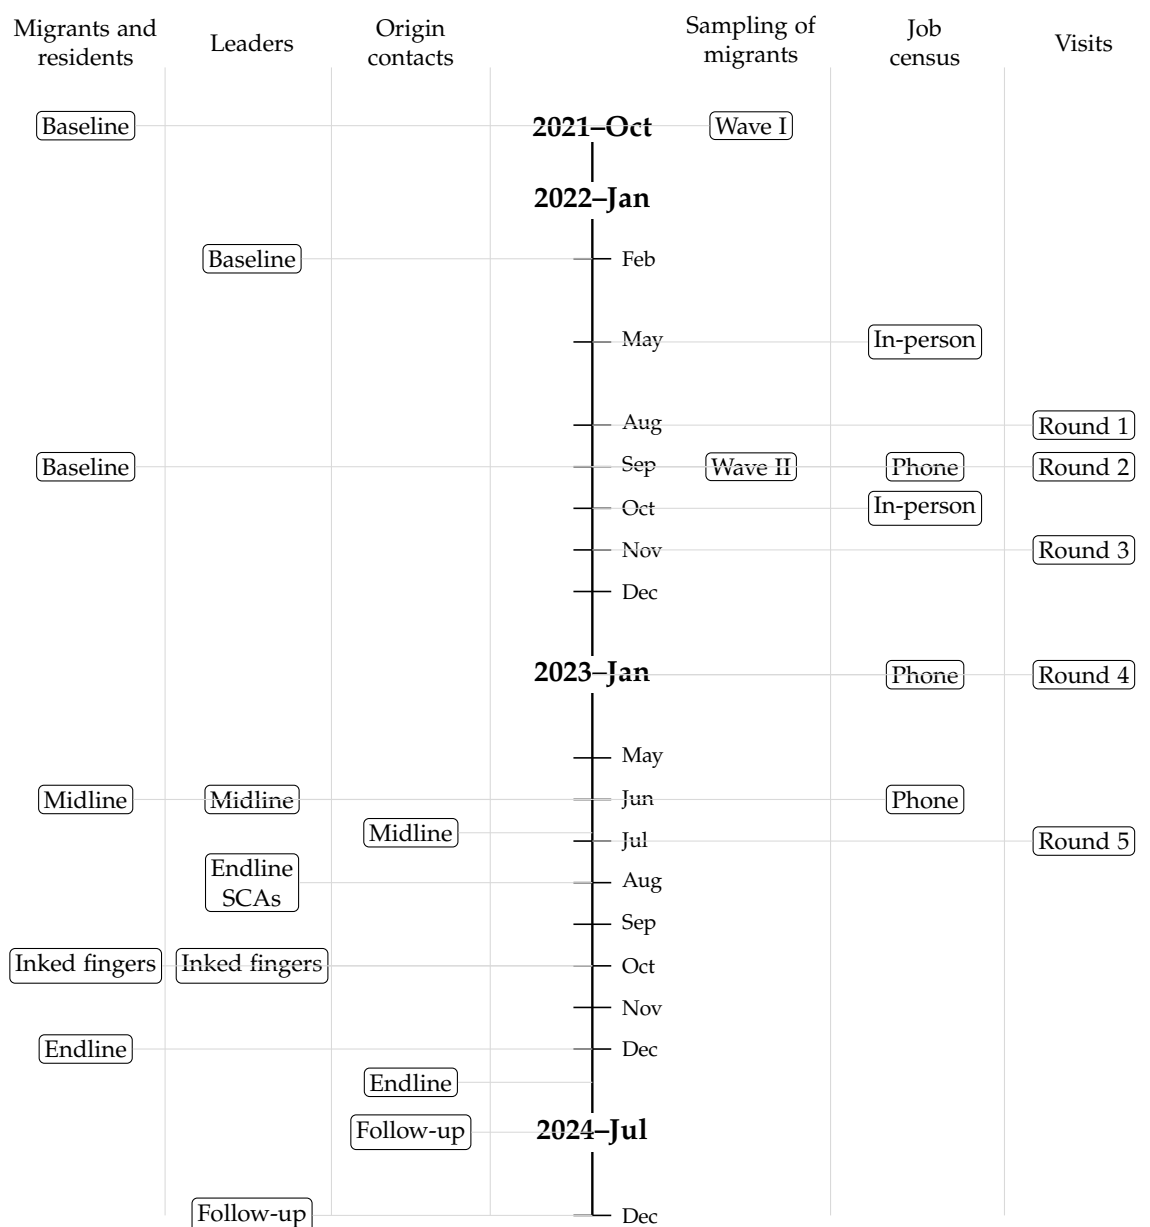 Migrants and residents
Leaders
Origin contacts
Sampling of migrants
Job census
Visits
Baseline
2021–Oct
Wave I
2022–Jan
Baseline
Feb
May
In-person
Aug
Round 1
Baseline
Sep
Wave II
Phone
Round 2
Oct
In-person
Nov
Round 3
Dec
2023–Jan
Phone
Round 4
May
Midline
Midline
Jun
Phone
Midline
Jul
Round 5
Endline
SCAs
Aug
Sep
Inked fingers
Inked fingers
Oct
Nov
Endline
Dec
Endline
Follow-up
2024–Jul
Follow-up
Dec